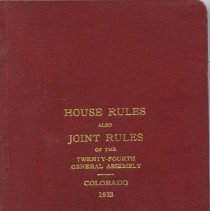 HOUSE RULES
ALSO
JOINT RULES
OF THE
TWENTY-FOURTH
GENERAL ASSEMBLY
COLORADO
1923